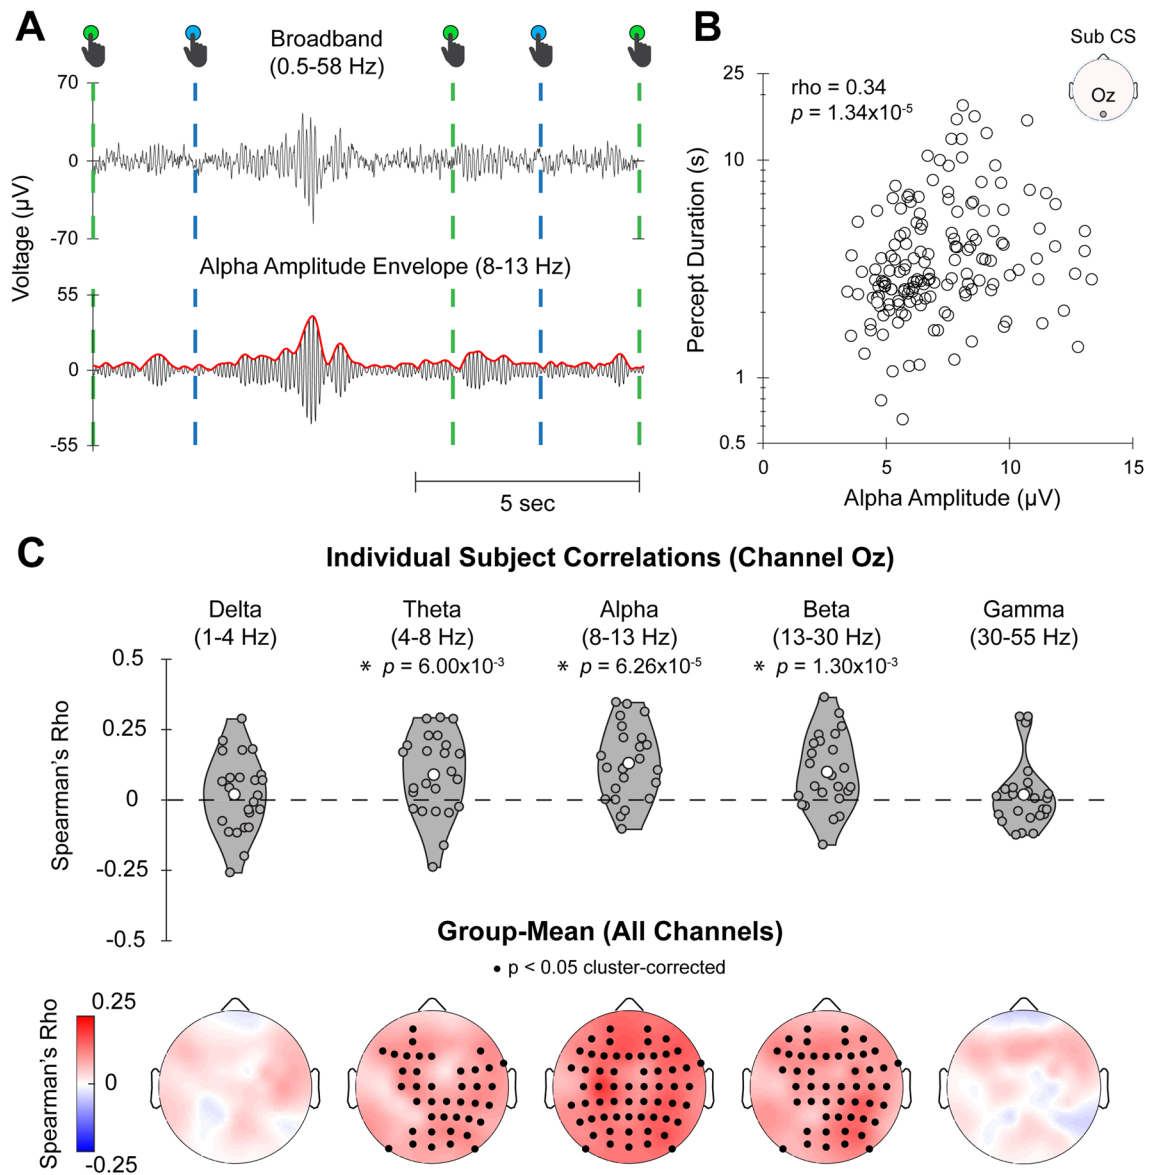 A
Broadband
(0.5-58 Hz)
Voltage (µV)
70
0
-70
Alpha Amplitude Envelope (8-13 Hz)
55
0
-55
5 sec
B
Sub CS
Oz
rho = 0.34
p = 1.34x10-5
Percept Duration (s)
25
10
1
0.5
0 5 10 15
Alpha Amplitude (µV)
C
Individual Subject Correlations (Channel Oz)
Delta
(1-4 Hz)
Theta
(4-8 Hz)
* p = 6.00x10-3
Alpha
(8-13 Hz)
* p = 6.26x10-5
Beta
(13-30 Hz)
* p = 1.30x10-3
Gamma
(30-55 Hz)
Spearman's Rho
0.5
0.25
0
-0.25
-0.5
Group-Mean (All Channels)
• p < 0.05 cluster-corrected
Spearman's Rho
0.25
0
-0.25